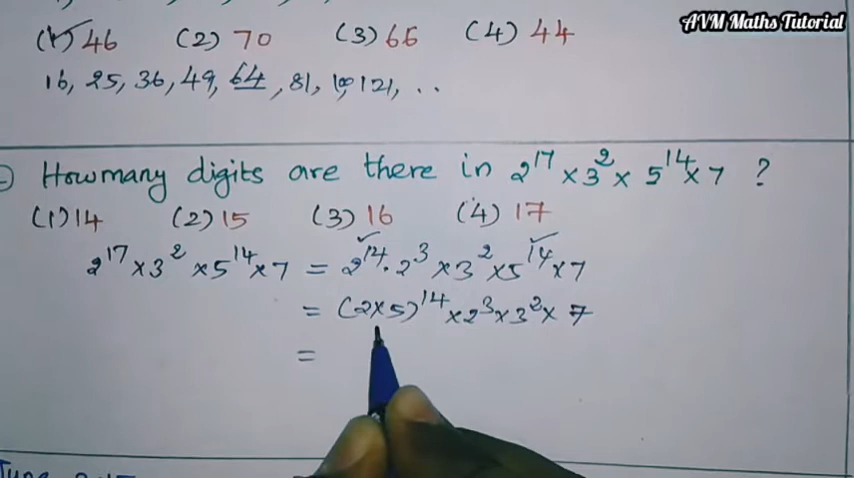 AVM Maths Tutorial
(1) 46 (2) 70 (3) 66 (4) 44
16, 25, 36, 49, 64, 81, 100, 121, ..
How many digits are there in 2^17 × 3^2 × 5^14 × 7 ?
(1) 14 (2) 15 (3) 16 (4) 17
2^17 × 3^2 × 5^14 × 7 = 2^14 · 2^3 × 3^2 × 5^14 × 7
= (2×5)^14 × 2^3 × 3^2 × 7
=